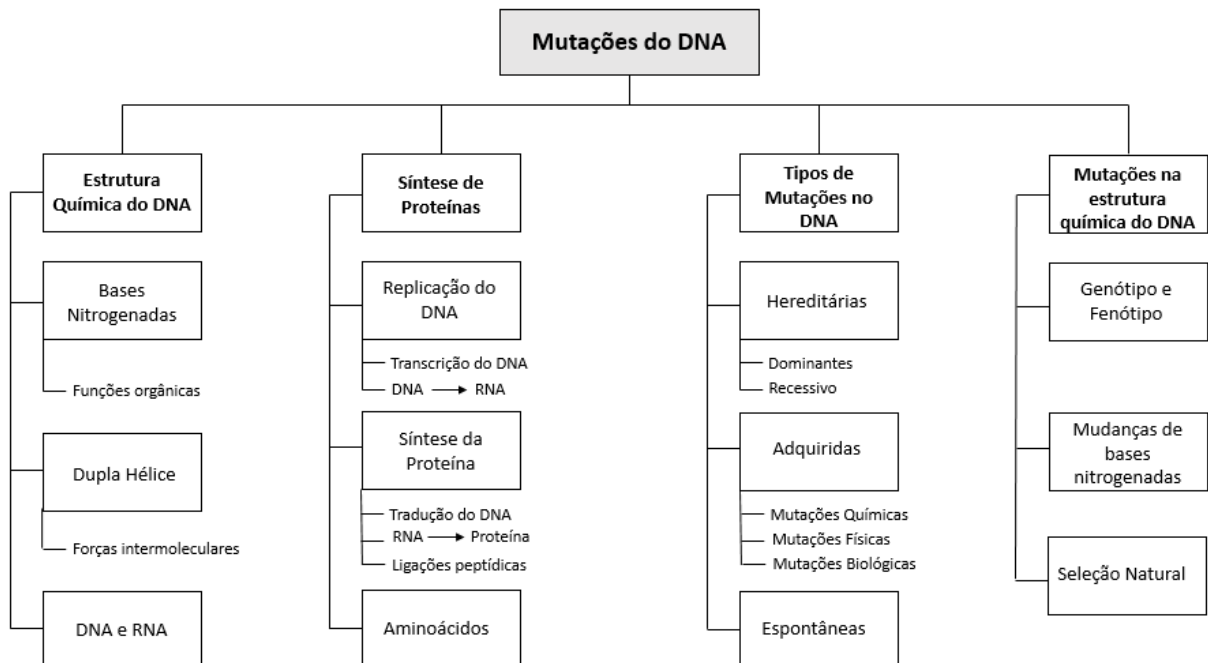 Mutações do DNA
Estrutura
Química do DNA
Bases
Nitrogenadas
Funções orgânicas
Dupla Hélice
Forças intermoleculares
DNA e RNA
Síntese de
Proteínas
Replicação do
DNA
Transcrição do DNA
DNA → RNA
Síntese da
Proteína
Tradução do DNA
RNA → Proteína
Ligações peptídicas
Aminoácidos
Tipos de
Mutações no
DNA
Hereditárias
Dominantes
Recessivo
Adquiridas
Mutações Químicas
Mutações Físicas
Mutações Biológicas
Espontâneas
Mutações na
estrutura
química do DNA
Genótipo e
Fenótipo
Mudanças de
bases
nitrogenadas
Seleção Natural